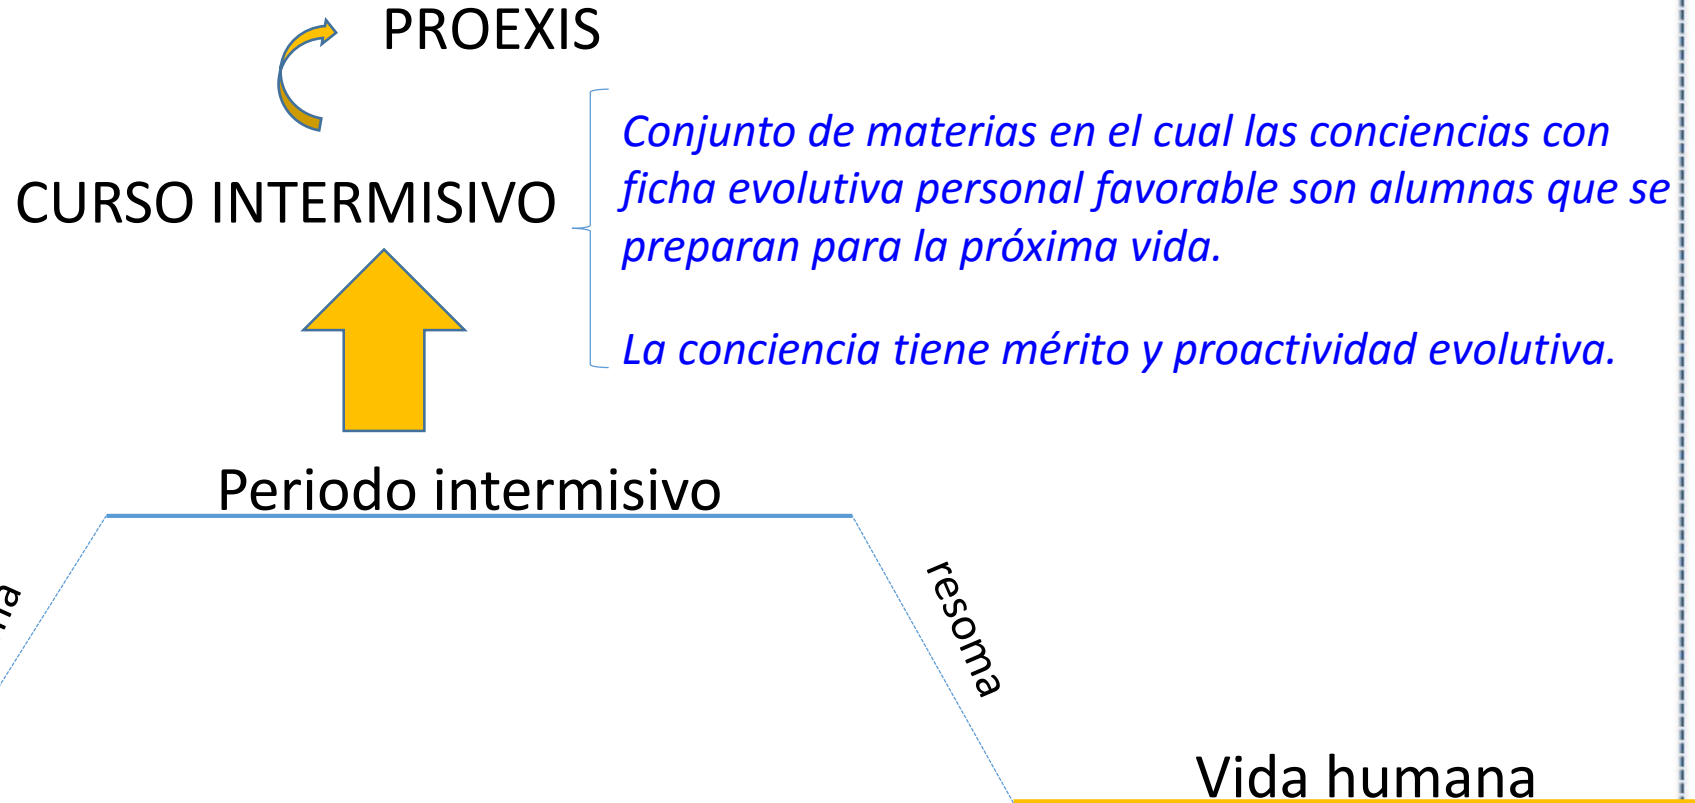 PROEXIS
CURSO INTERMISIVO
Conjunto de materias en el cual las conciencias con
ficha evolutiva personal favorable son alumnas que se
preparan para la próxima vida.
La conciencia tiene mérito y proactividad evolutiva.
Periodo intermisivo
resoma
Vida humana